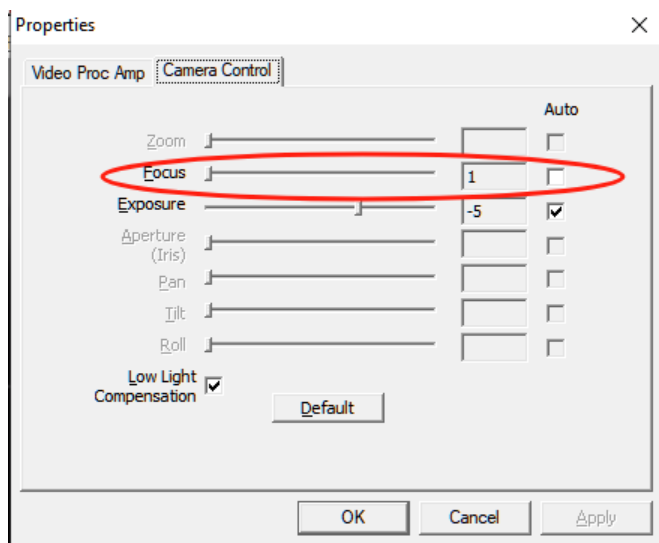 Properties
Video Proc Amp Camera Control
Auto
Zoom
Focus 1
Exposure -5
Aperture
(Iris)
Pan
Tilt
Roll
Low Light
Compensation
Default
OK Cancel Apply